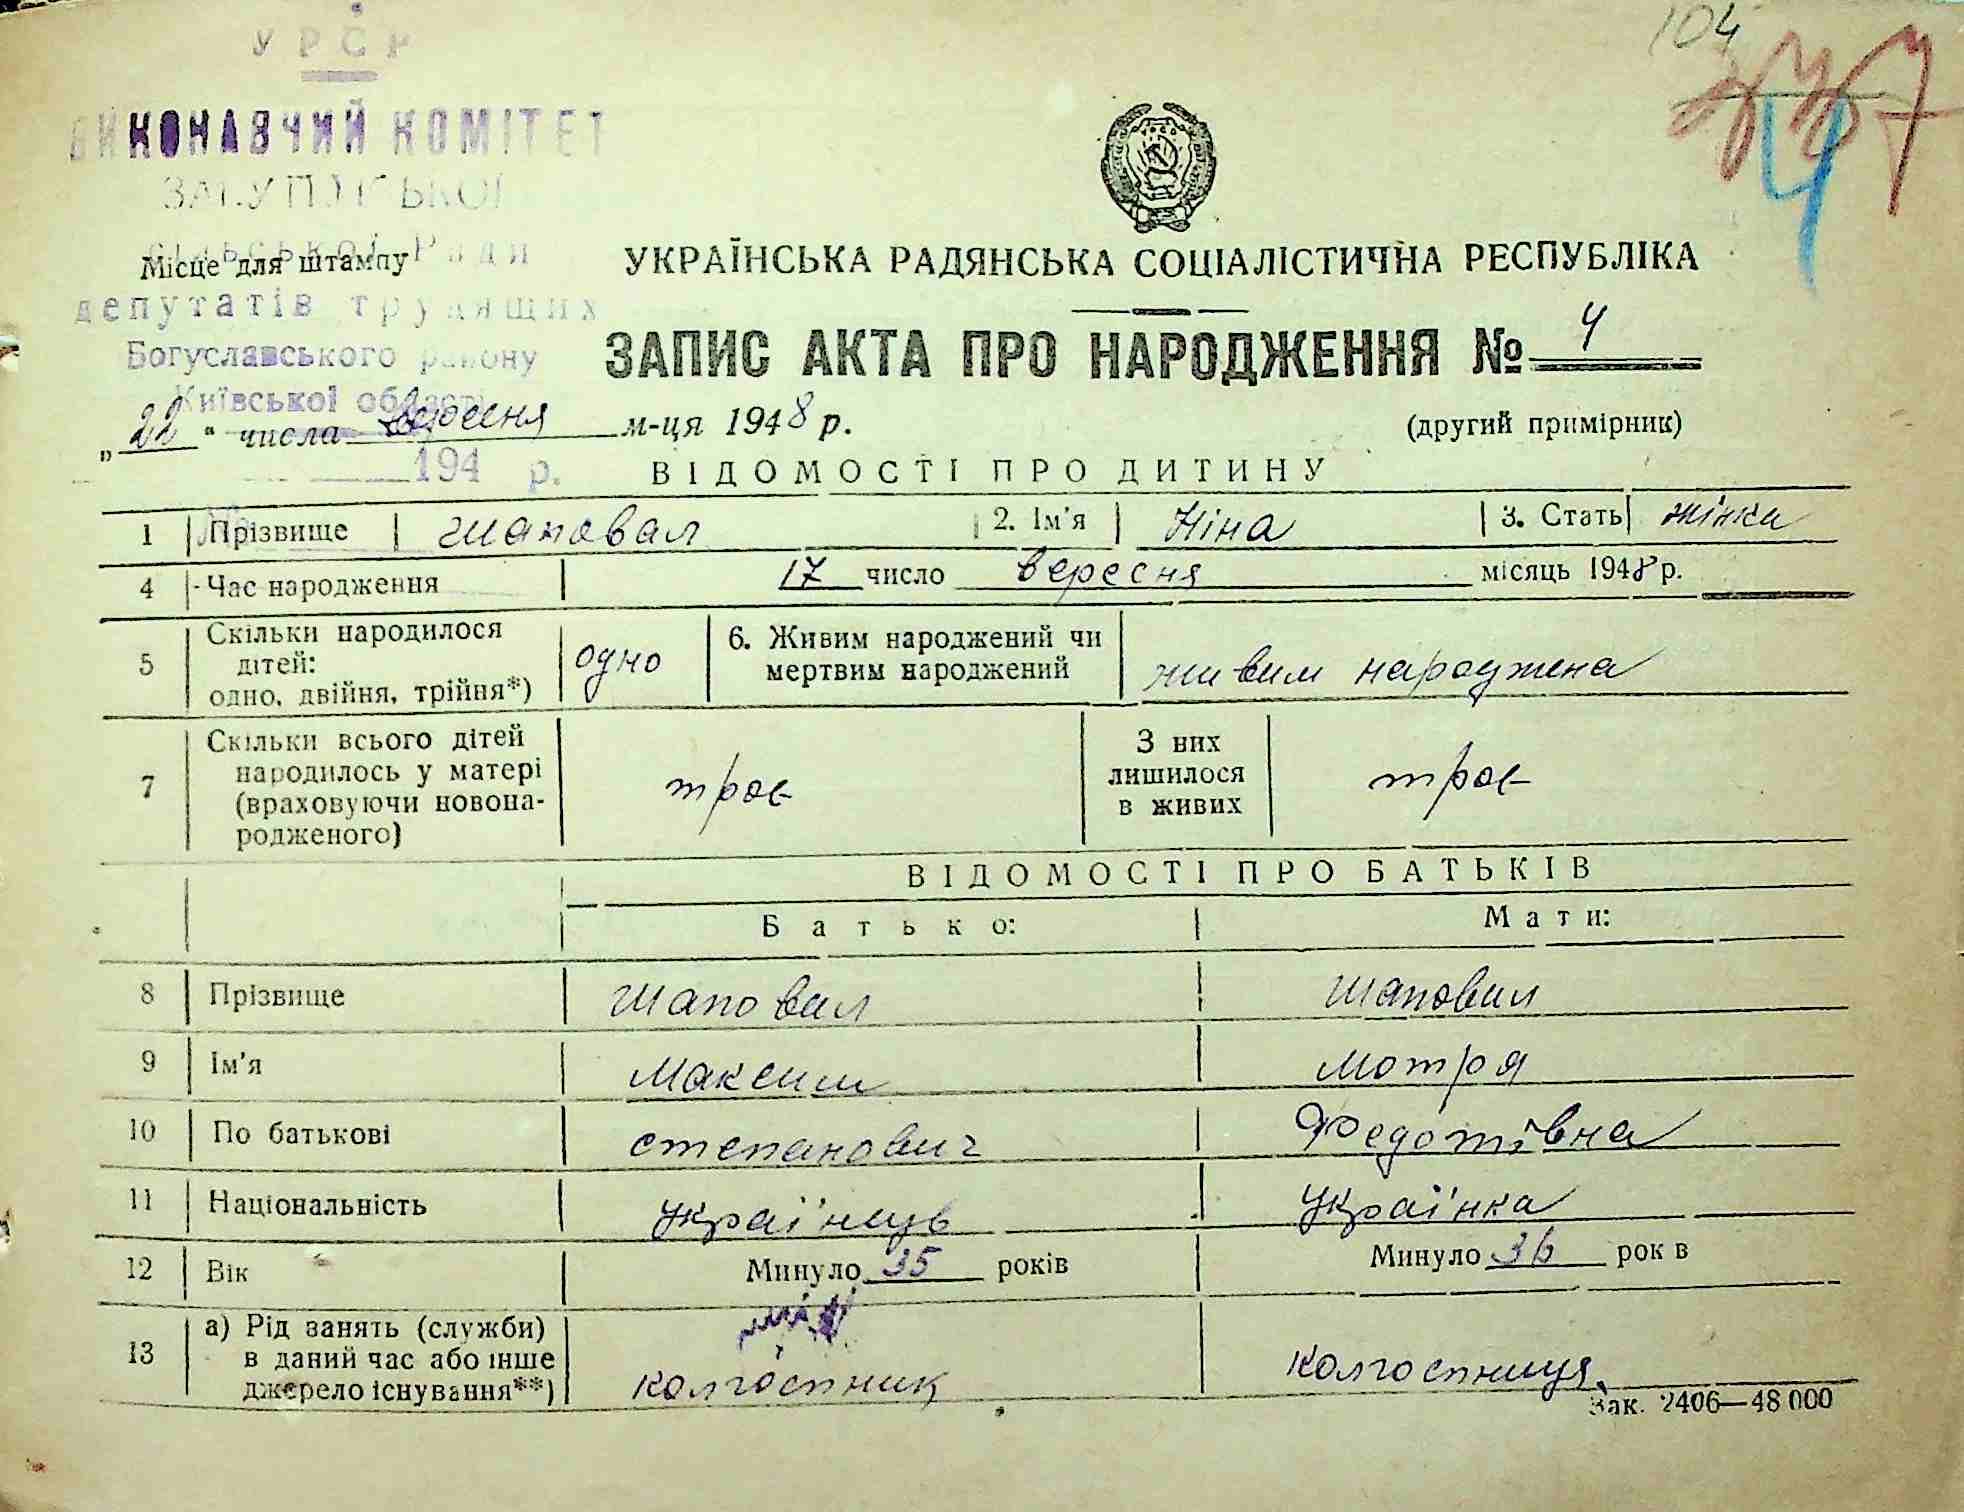 УРСР
104
ВИКОНАВЧИЙ КОМІТЕТ
4
Місце для штампу
сільської Ради
УКРАЇНСЬКА РАДЯНСЬКА СОЦІАЛІСТИЧНА РЕСПУБЛІКА
депутатів трудящих
Богуславського району
Київської області
ЗАПИС АКТА ПРО НАРОДЖЕННЯ № 4
„22“ числа вересня м-ця 1948 р. (другий примірник)
194 р.
ВІДОМОСТІ ПРО ДИТИНУ
1 Прізвище Шаповал 2. Ім'я Ніна 3. Стать жінка
4 Час народження 17 число вересня місяць 1948 р.
5 Скільки народилося дітей: одно, двійня, трійня*) одно 6. Живим народжений чи мертвим народжений живим народжена
7 Скільки всього дітей народилось у матері (враховуючи новонародженого) троє З них лишилося в живих троє
ВІДОМОСТІ ПРО БАТЬКІВ
Батько: Мати:
8 Прізвище Шаповал Шаповал
9 Ім'я Максим Мотря
10 По батькові Степанович Федотівна
11 Національність Українець Українка
12 Вік Минуло 35 років Минуло 36 рок в
13 а) Рід занять (служби) в даний час або інше джерело існування**) колгоспник колгоспниця
Зак. 2406—48 000